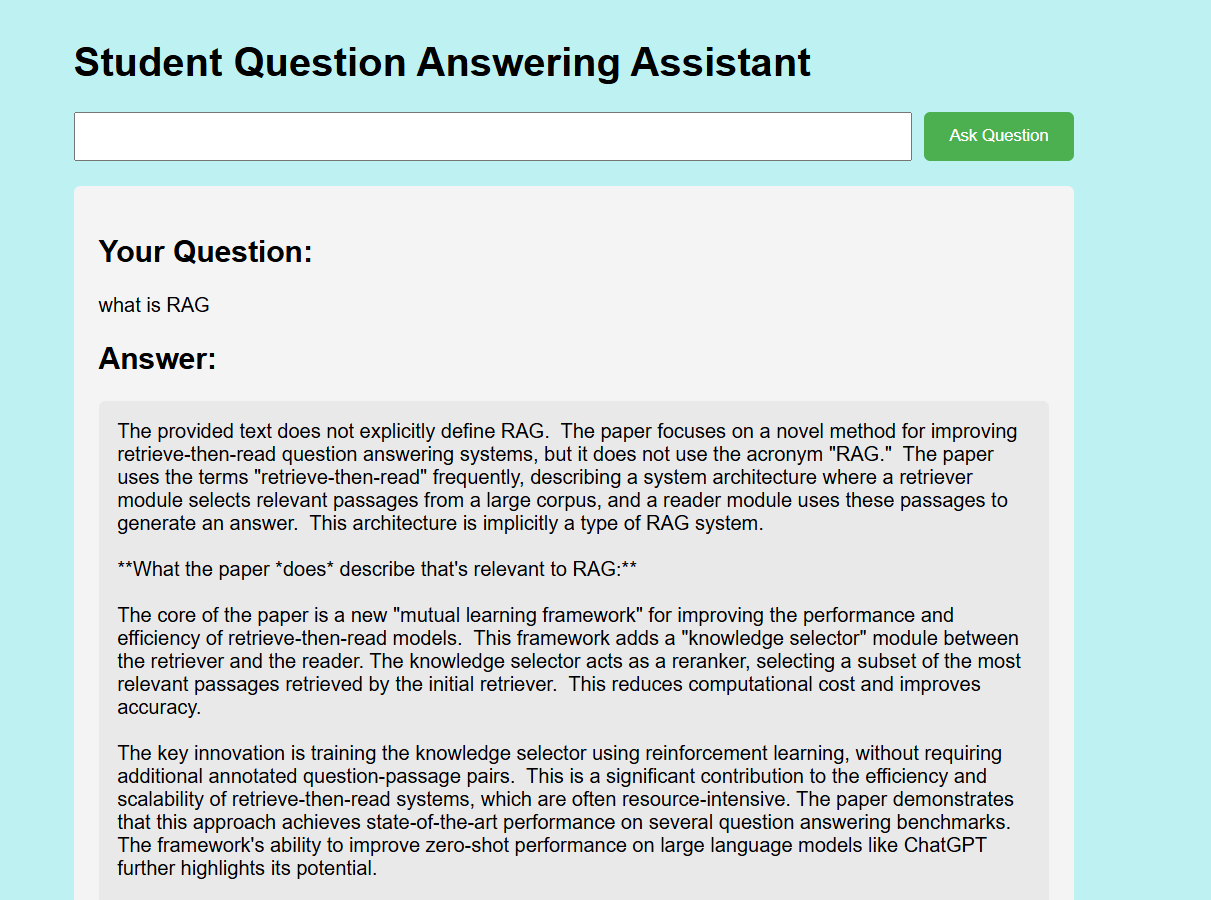 Student Question Answering Assistant
Ask Question
Your Question:
what is RAG
Answer:
The provided text does not explicitly define RAG.  The paper focuses on a novel method for improving
retrieve-then-read question answering systems, but it does not use the acronym "RAG."  The paper
uses the terms "retrieve-then-read" frequently, describing a system architecture where a retriever
module selects relevant passages from a large corpus, and a reader module uses these passages to
generate an answer.  This architecture is implicitly a type of RAG system.
**What the paper *does* describe that's relevant to RAG:**
The core of the paper is a new "mutual learning framework" for improving the performance and
efficiency of retrieve-then-read models.  This framework adds a "knowledge selector" module between
the retriever and the reader. The knowledge selector acts as a reranker, selecting a subset of the most
relevant passages retrieved by the initial retriever.  This reduces computational cost and improves
accuracy.
The key innovation is training the knowledge selector using reinforcement learning, without requiring
additional annotated question-passage pairs.  This is a significant contribution to the efficiency and
scalability of retrieve-then-read systems, which are often resource-intensive. The paper demonstrates
that this approach achieves state-of-the-art performance on several question answering benchmarks.
The framework's ability to improve zero-shot performance on large language models like ChatGPT
further highlights its potential.